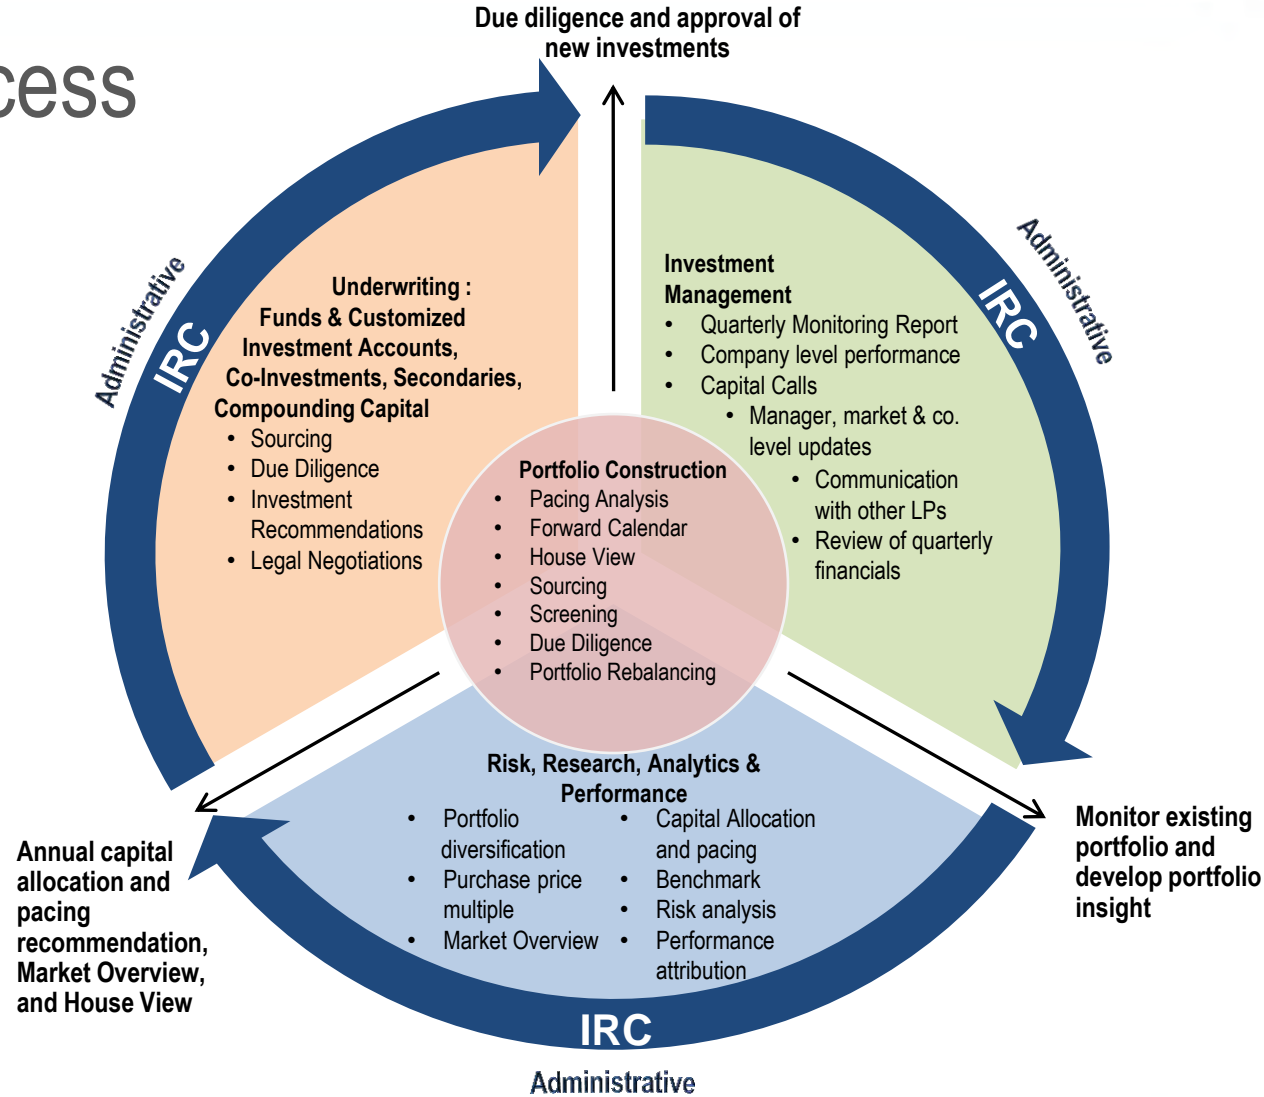 Due diligence and approval of
new investments
cess
Administrative
IRC
Underwriting :
Funds & Customized
Investment Accounts,
Co-Investments, Secondaries,
Compounding Capital
• Sourcing
• Due Diligence
• Investment
Recommendations
• Legal Negotiations
Investment
Management
• Quarterly Monitoring Report
• Company level performance
• Capital Calls
• Manager, market & co.
level updates
• Communication
with other LPs
• Review of quarterly
financials
IRC
Administrative
Portfolio Construction
• Pacing Analysis
• Forward Calendar
• House View
• Sourcing
• Screening
• Due Diligence
• Portfolio Rebalancing
Risk, Research, Analytics &
Performance
• Portfolio
diversification
• Purchase price
multiple
• Market Overview
• Capital Allocation
and pacing
• Benchmark
• Risk analysis
• Performance
attribution
Annual capital
allocation and
pacing
recommendation,
Market Overview,
and House View
Monitor existing
portfolio and
develop portfolio
insight
IRC
Administrative